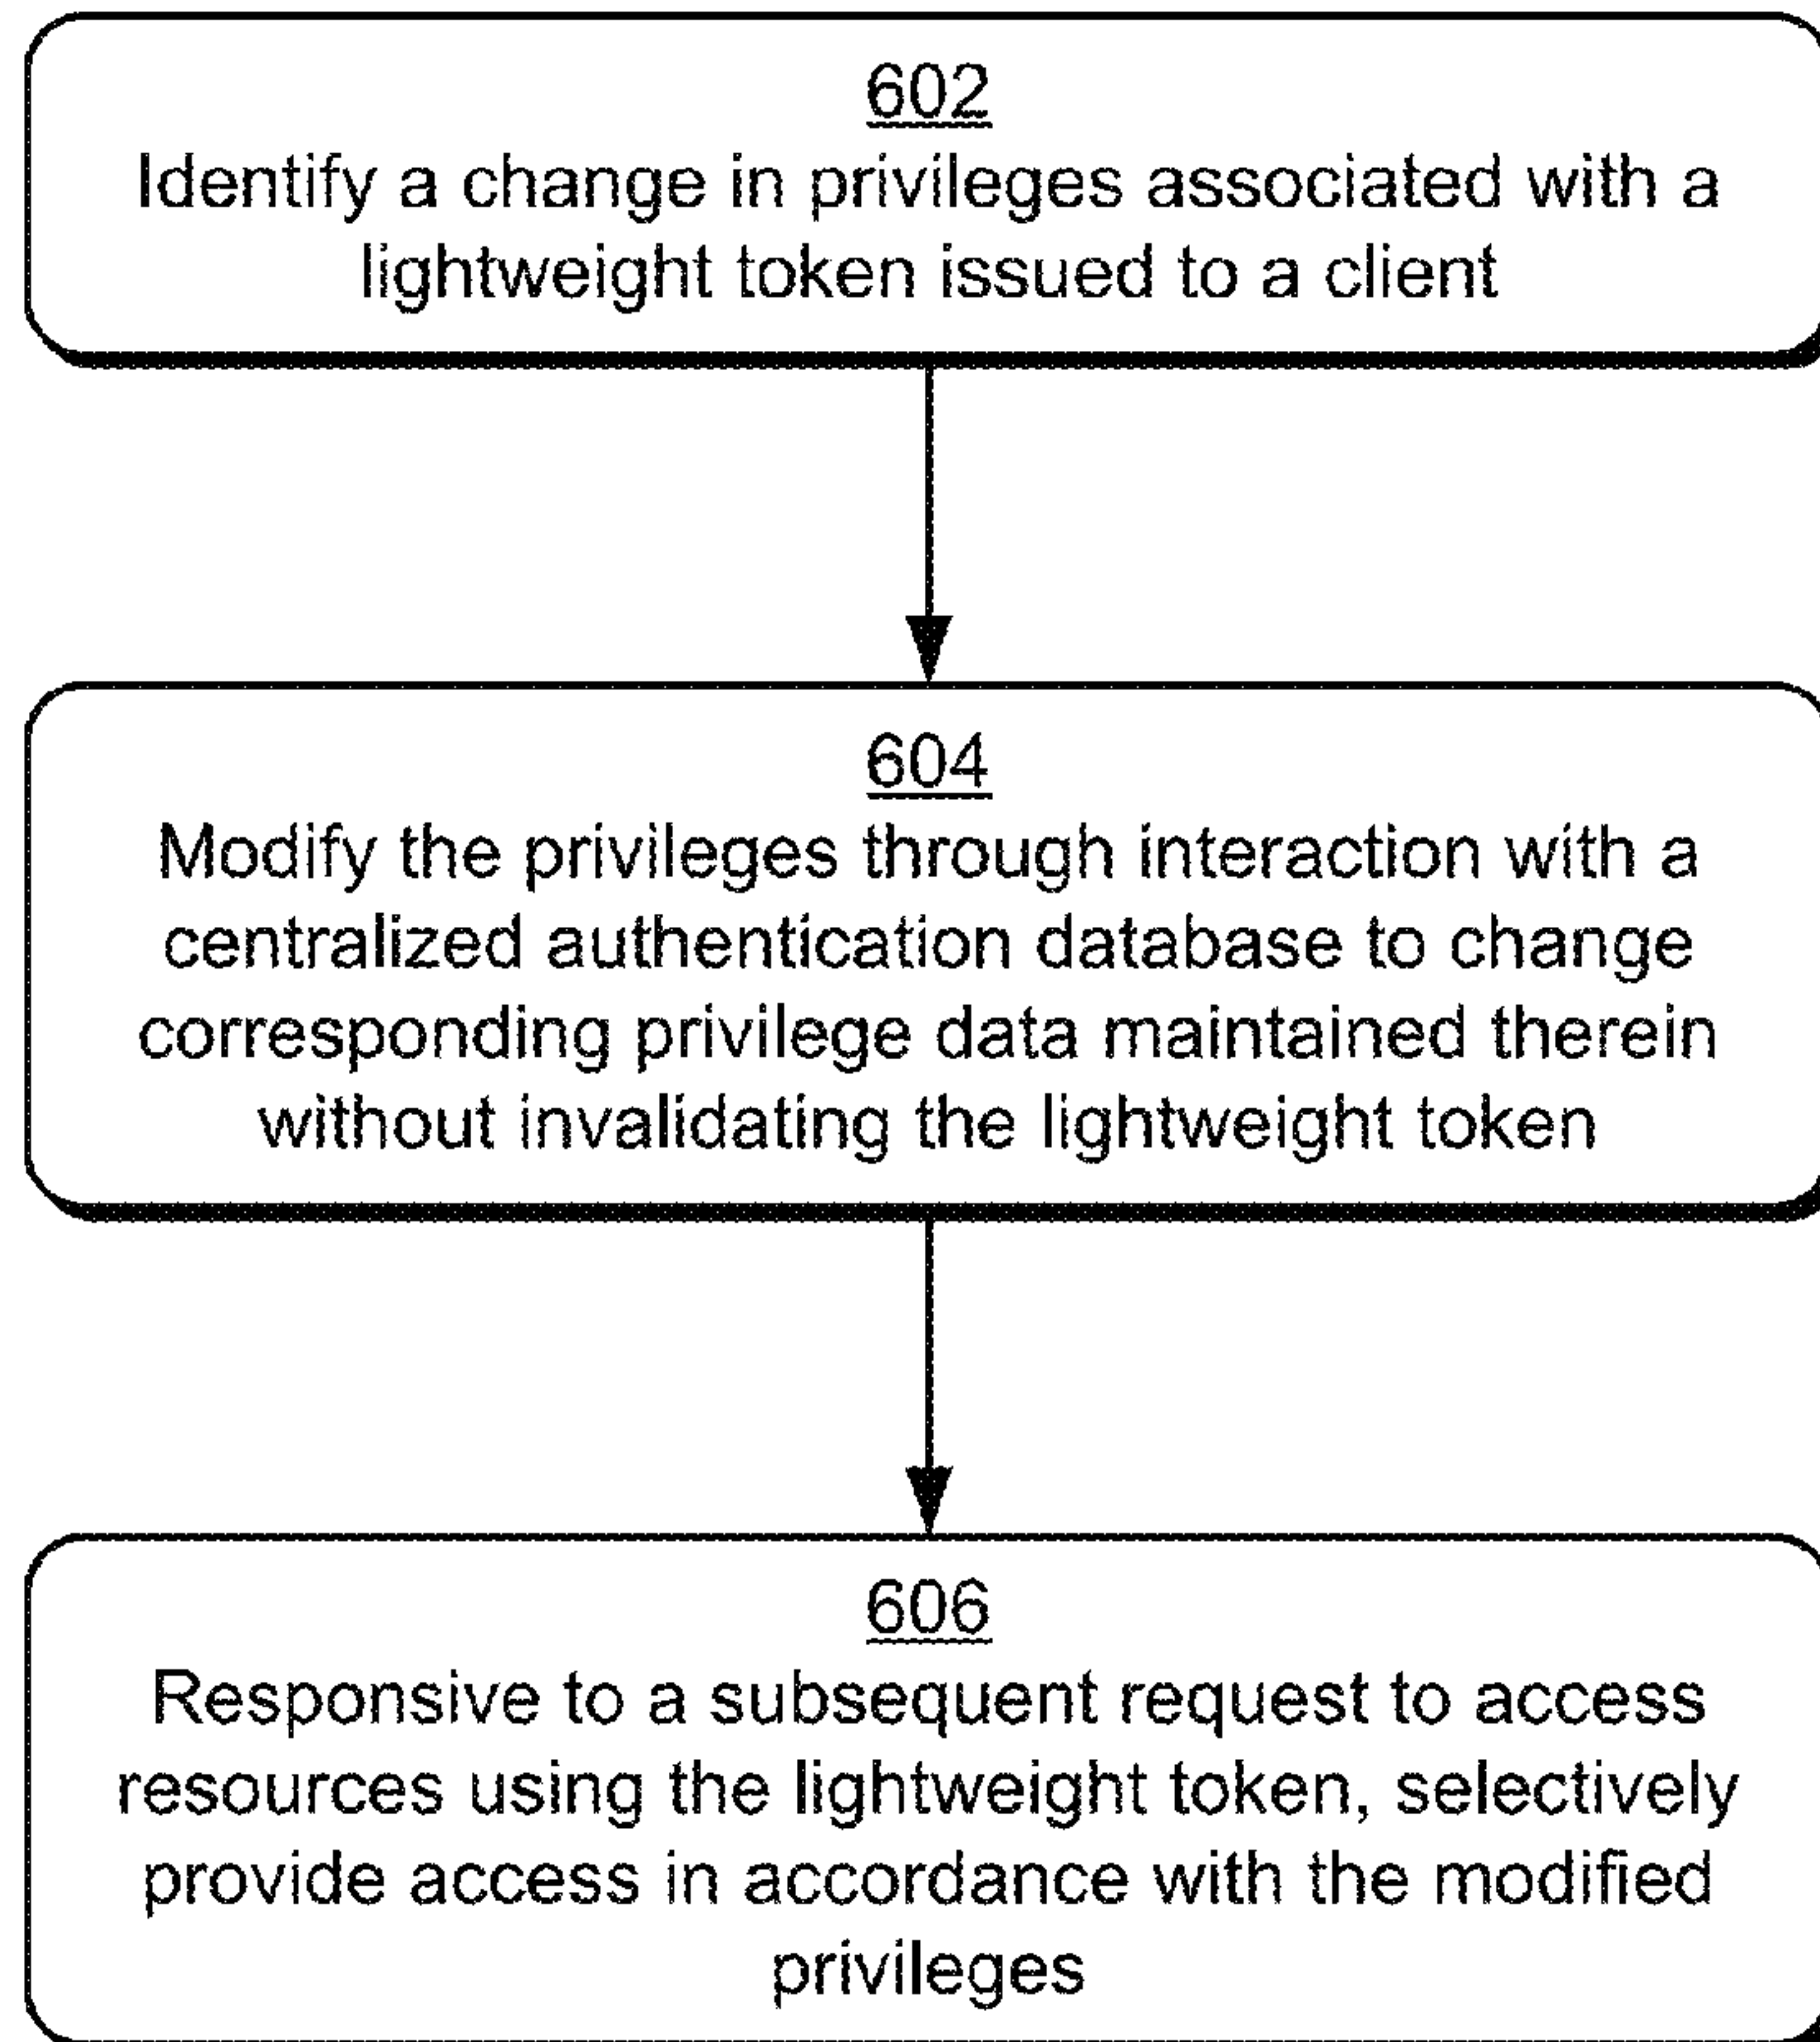 602
Identify a change in privileges associated with a
lightweight token issued to a client
604
Modify the privileges through interaction with a
centralized authentication database to change
corresponding privilege data maintained therein
without invalidating the lightweight token
606
Responsive to a subsequent request to access
resources using the lightweight token, selectively
provide access in accordance with the modified
privileges